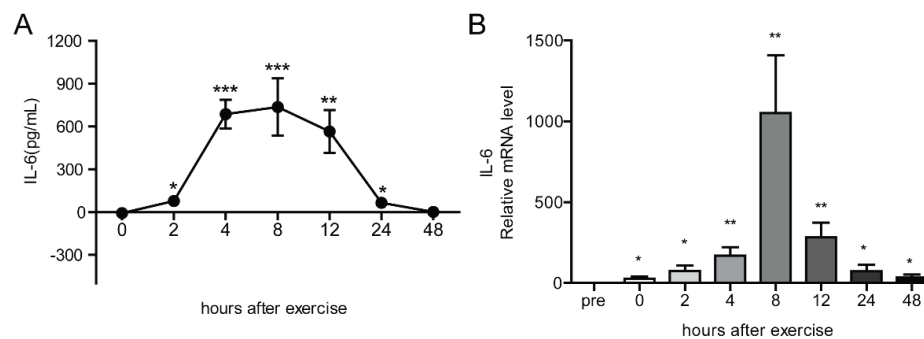 A
IL-6(pg/mL)
1200
900
600
300
0
-300
*
***
***
**
*
0 2 4 8 12 24 48
hours after exercise
B
IL-6
Relative mRNA level
1500
1000
500
0
*
*
**
**
**
*
*
pre 0 2 4 8 12 24 48
hours after exercise